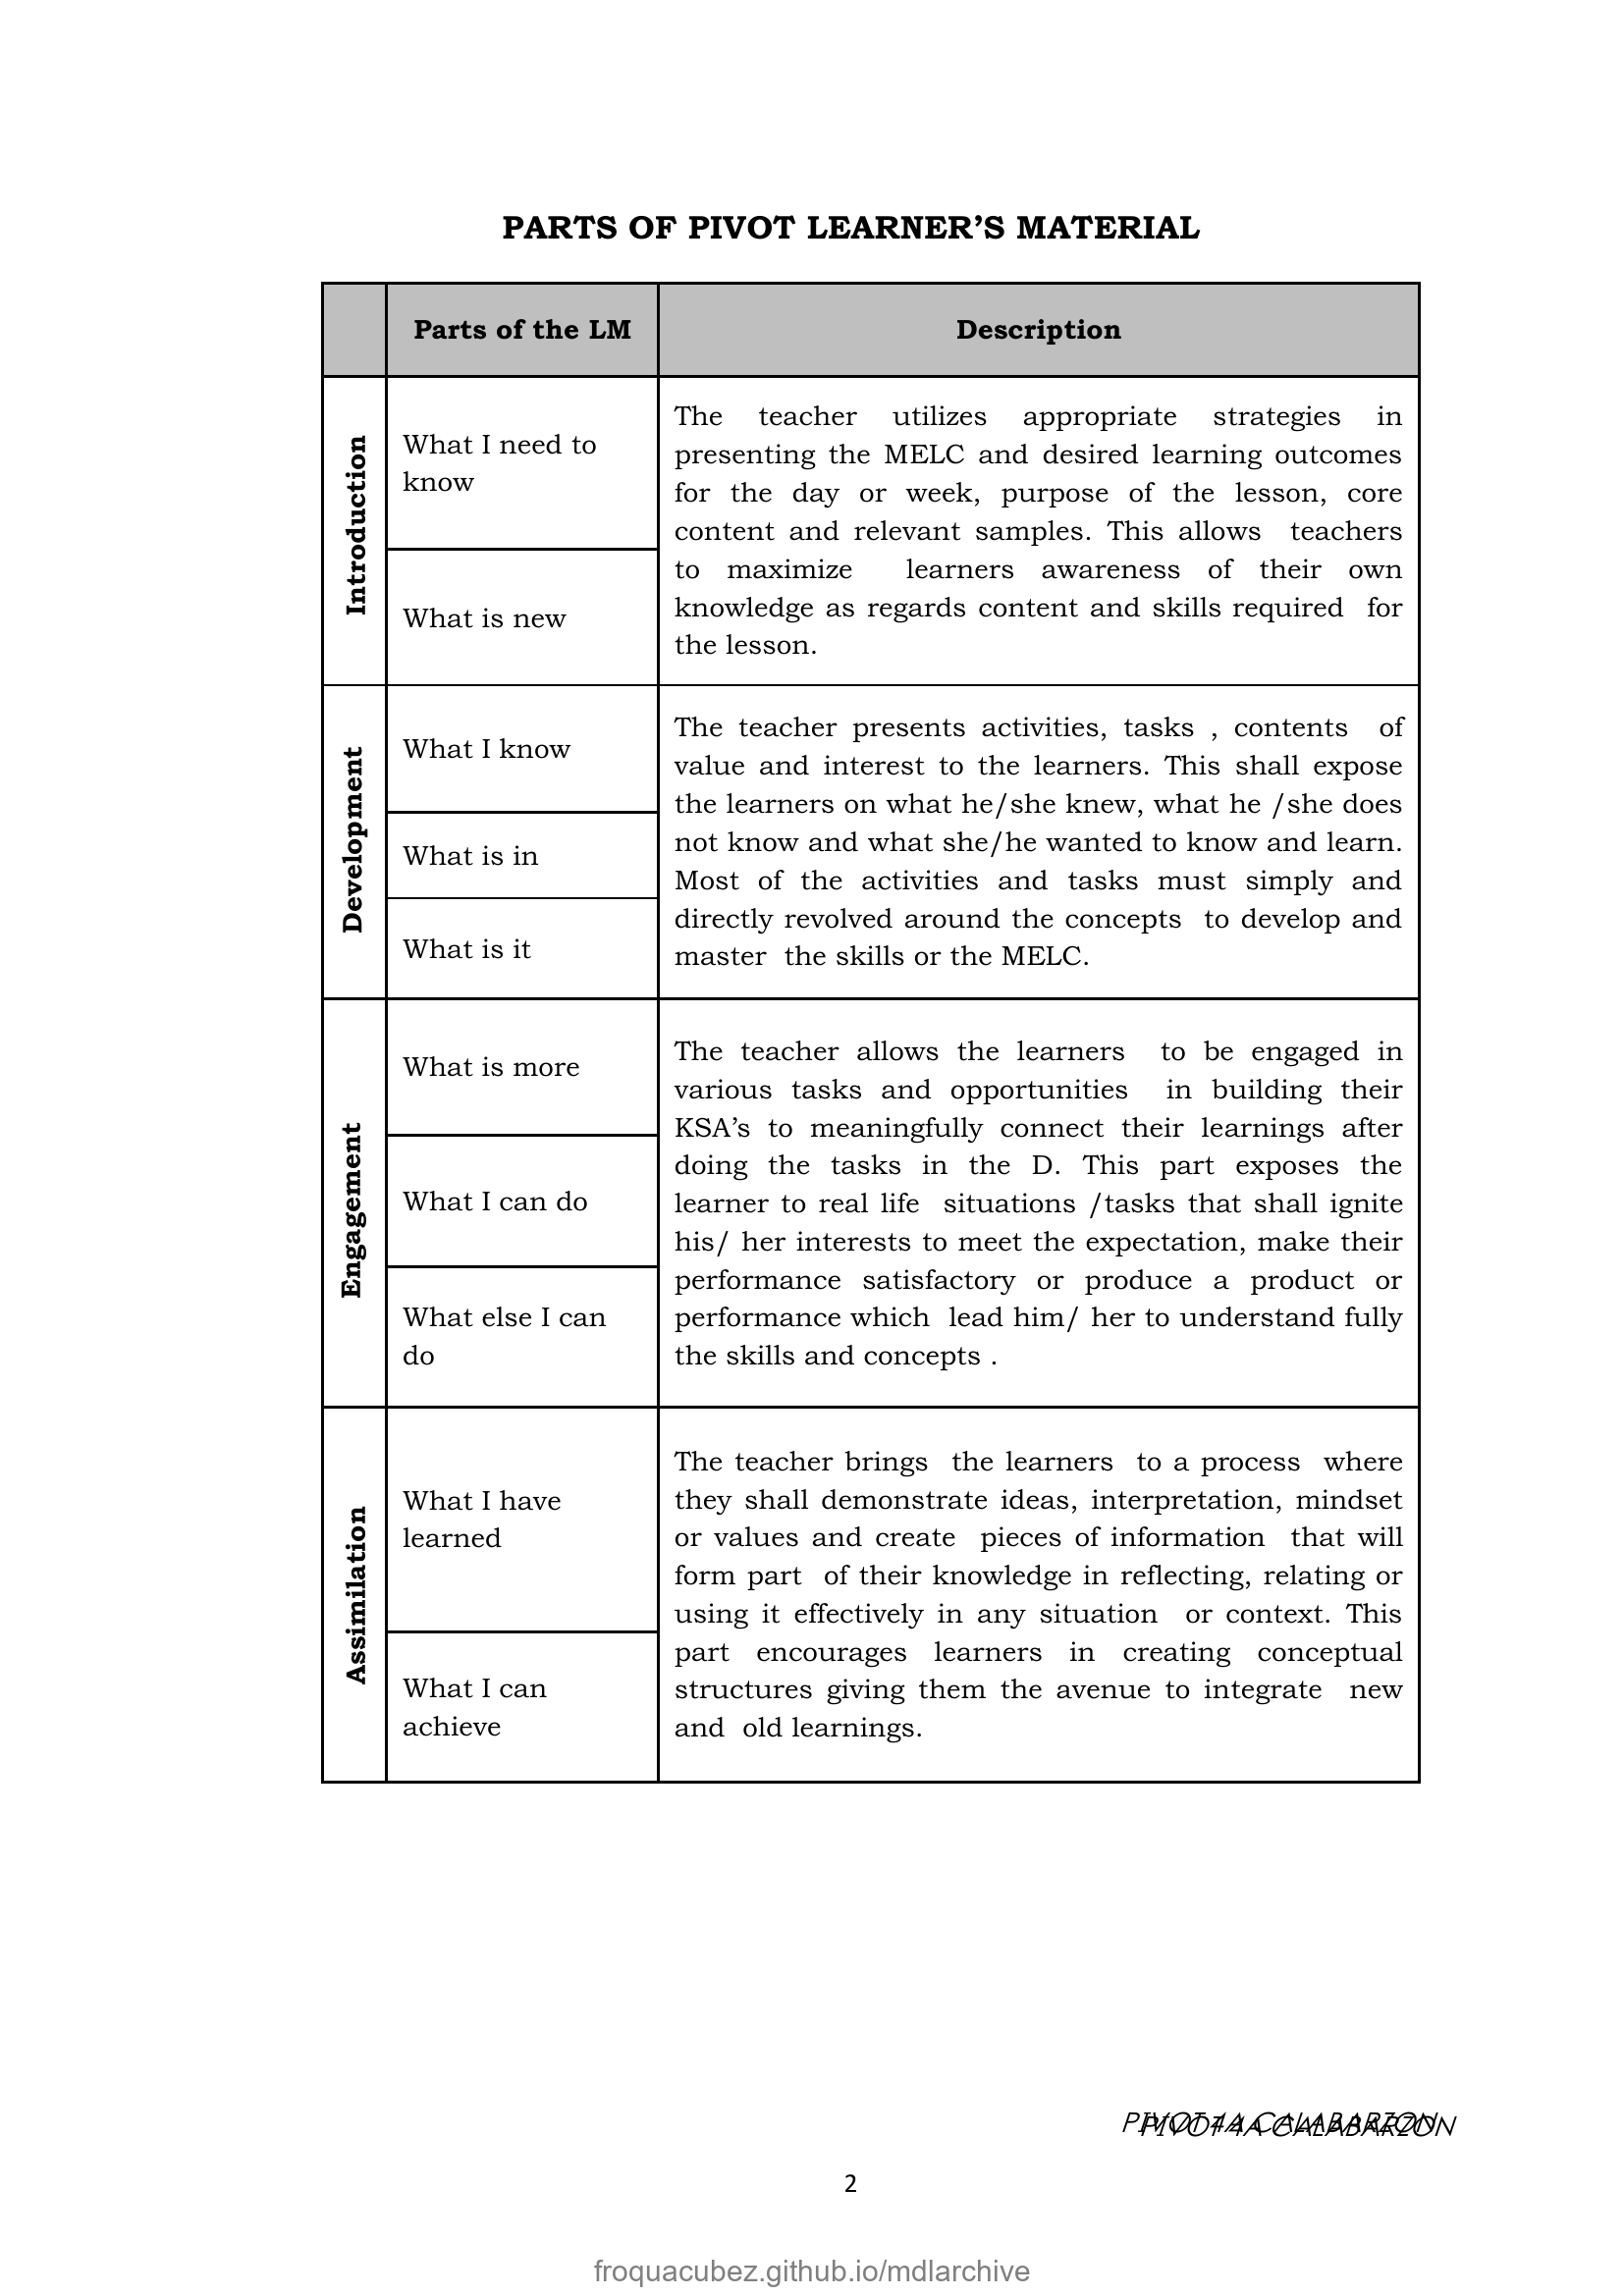 PARTS OF PIVOT LEARNER'S MATERIAL
Parts of the LM
Description
Introduction
What I need to
know
What is new
The teacher utilizes appropriate strategies in
presenting the MELC and desired learning outcomes
for the day or week, purpose of the lesson, core
content and relevant samples. This allows teachers
to maximize learners awareness of their own
knowledge as regards content and skills required for
the lesson.
Development
What I know
What is in
What is it
The teacher presents activities, tasks , contents of
value and interest to the learners. This shall expose
the learners on what he/she knew, what he /she does
not know and what she/he wanted to know and learn.
Most of the activities and tasks must simply and
directly revolved around the concepts to develop and
master the skills or the MELC.
Engagement
What is more
What I can do
What else I can
do
The teacher allows the learners to be engaged in
various tasks and opportunities in building their
KSA's to meaningfully connect their learnings after
doing the tasks in the D. This part exposes the
learner to real life situations /tasks that shall ignite
his/ her interests to meet the expectation, make their
performance satisfactory or produce a product or
performance which lead him/ her to understand fully
the skills and concepts .
Assimilation
What I have
learned
What I can
achieve
The teacher brings the learners to a process where
they shall demonstrate ideas, interpretation, mindset
or values and create pieces of information that will
form part of their knowledge in reflecting, relating or
using it effectively in any situation or context. This
part encourages learners in creating conceptual
structures giving them the avenue to integrate new
and old learnings.
PIVOT 4A CALABARZON
PIVOT 4A CALABARZON
2
froquacubez.github.io/mdlarchive